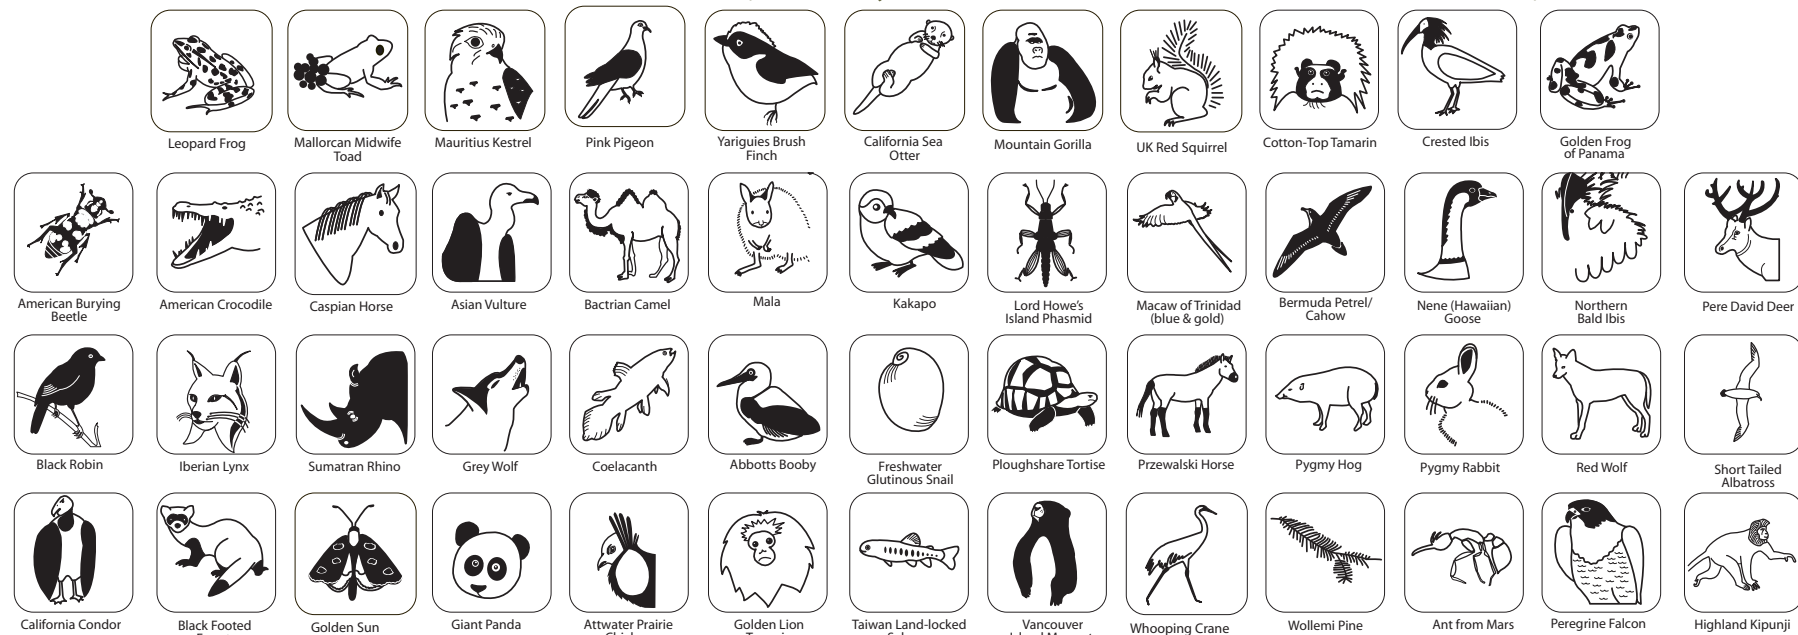 Leopard Frog
Mallorcan Midwife
Toad
Mauritius Kestrel
Pink Pigeon
Yariguies Brush
Finch
California Sea
Otter
Mountain Gorilla
UK Red Squirrel
Cotton-Top Tamarin
Crested Ibis
Golden Frog
of Panama
American Burying
Beetle
American Crocodile
Caspian Horse
Asian Vulture
Bactrian Camel
Mala
Kakapo
Lord Howe's
Island Phasmid
Macaw of Trinidad
(blue & gold)
Bermuda Petrel/
Cahow
Nene (Hawaiian)
Goose
Northern
Bald Ibis
Pere David Deer
Black Robin
Iberian Lynx
Sumatran Rhino
Grey Wolf
Coelacanth
Abbotts Booby
Freshwater
Glutinous Snail
Ploughshare Tortise
Przewalski Horse
Pygmy Hog
Pygmy Rabbit
Red Wolf
Short Tailed
Albatross
California Condor
Black Footed
Golden Sun
Giant Panda
Attwater Prairie
Golden Lion
Taiwan Land-locked
Vancouver
Whooping Crane
Wollemi Pine
Ant from Mars
Peregrine Falcon
Highland Kipunji